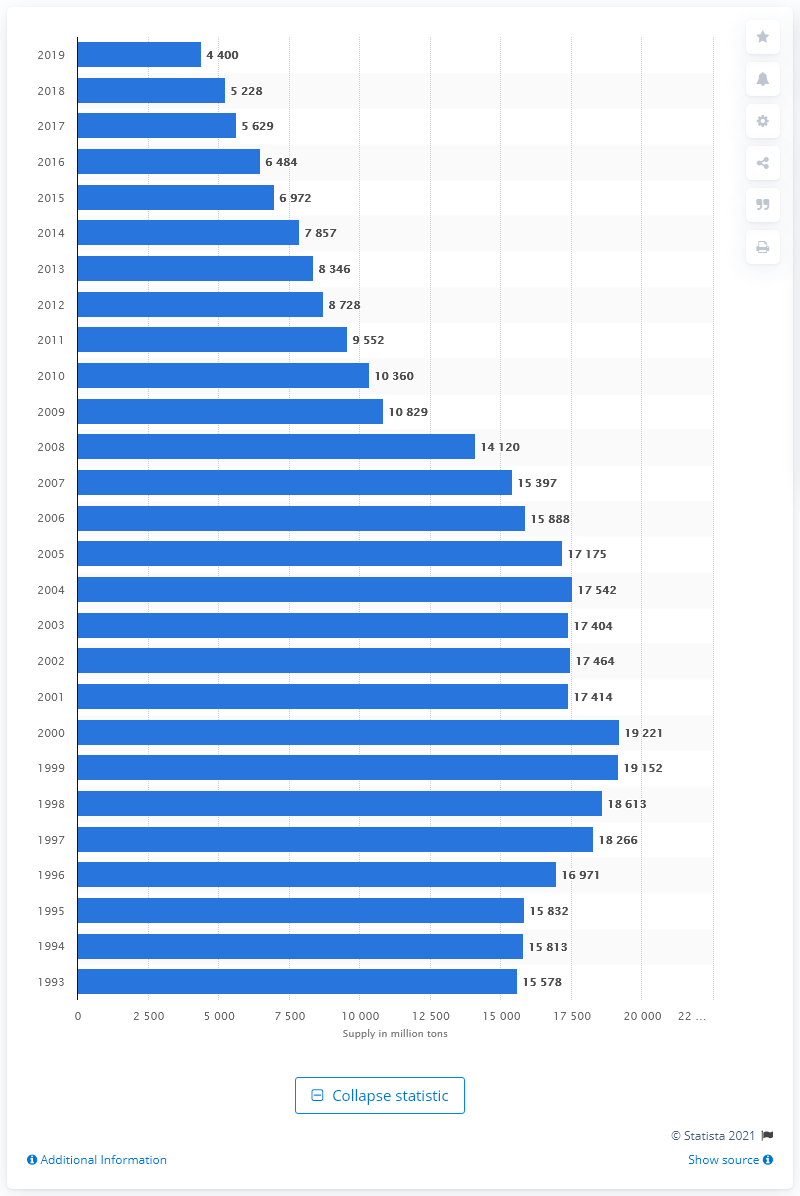 2019 4 400
2018 5 228
2017 5 629
2016 6 484
2015 6 972
2014 7 857
2013 8 346
2012 8 728
2011 9 552
2010 10 360
2009 10 829
2008 14 120
2007 15 397
2006 15 888
2005 17 175
2004 17 542
2003 17 404
2002 17 464
2001 17 414
2000 19 221
1999 19 152
1998 18 613
1997 18 266
1996 16 971
1995 15 832
1994 15 813
1993 15 578
0 2 500 5 000 7 500 10 000 12 500 15 000 17 500 20 000 22 ...
Supply in million tons
Collapse statistic
© Statista 2021
Additional Information Show source